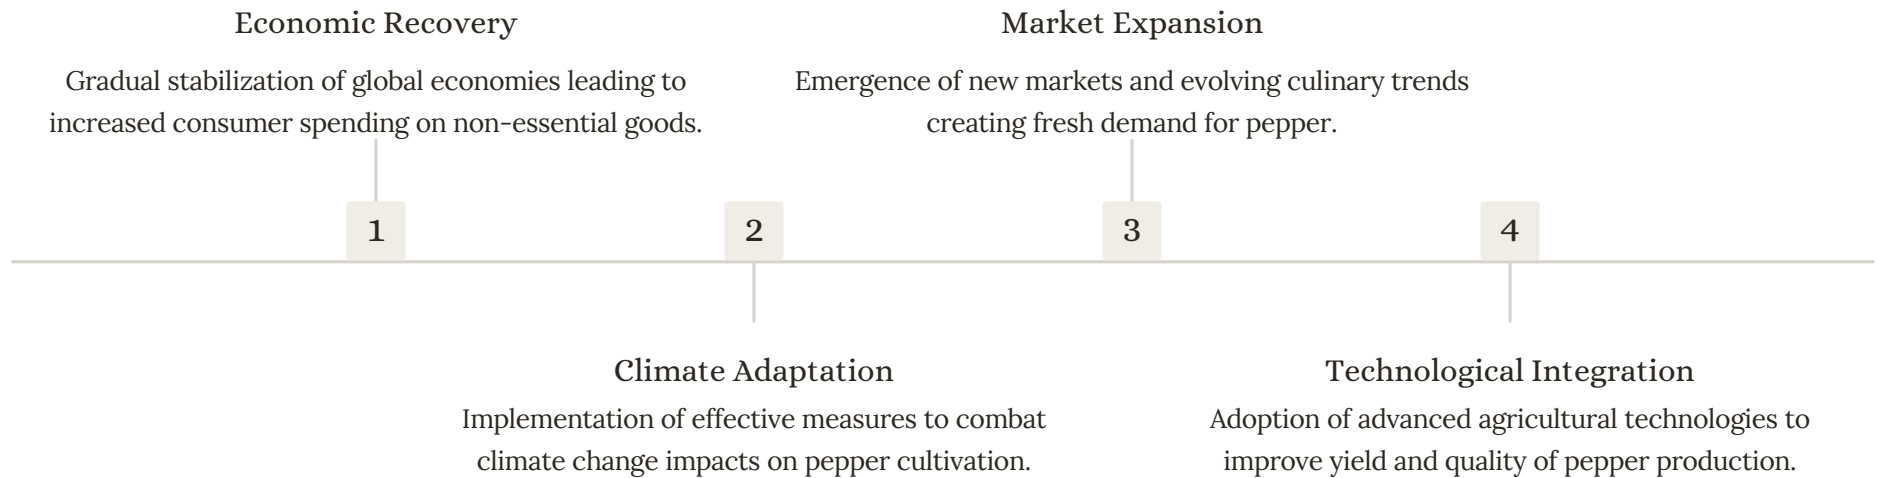 Economic Recovery
Gradual stabilization of global economies leading to
increased consumer spending on non-essential goods.
Market Expansion
Emergence of new markets and evolving culinary trends
creating fresh demand for pepper.
1
2
3
4
Climate Adaptation
Implementation of effective measures to combat
climate change impacts on pepper cultivation.
Technological Integration
Adoption of advanced agricultural technologies to
improve yield and quality of pepper production.